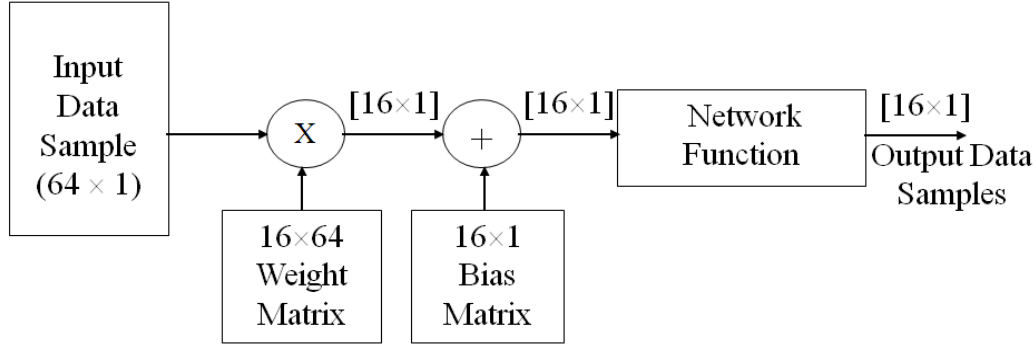 Input
Data
Sample
(64 × 1)
X
[16×1]
+
[16×1]
Network
Function
[16×1]
Output Data
Samples
16×64
Weight
Matrix
16×1
Bias
Matrix